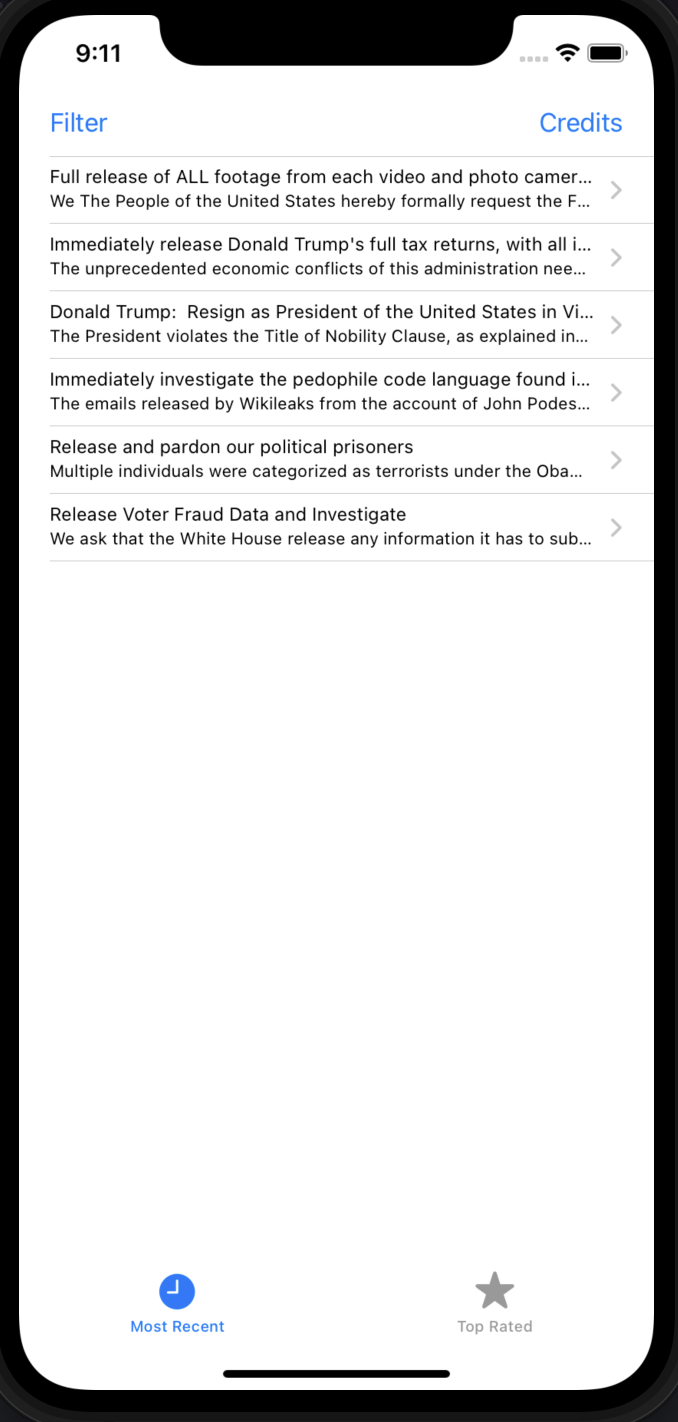 9:11
Filter
Credits
Full release of ALL footage from each video and photo camer...
We The People of the United States hereby formally request the F...
Immediately release Donald Trump's full tax returns, with all i...
The unprecedented economic conflicts of this administration nee...
Donald Trump:  Resign as President of the United States in Vi...
The President violates the Title of Nobility Clause, as explained in...
Immediately investigate the pedophile code language found i...
The emails released by Wikileaks from the account of John Podes...
Release and pardon our political prisoners
Multiple individuals were categorized as terrorists under the Oba...
Release Voter Fraud Data and Investigate
We ask that the White House release any information it has to sub...
Most Recent
Top Rated